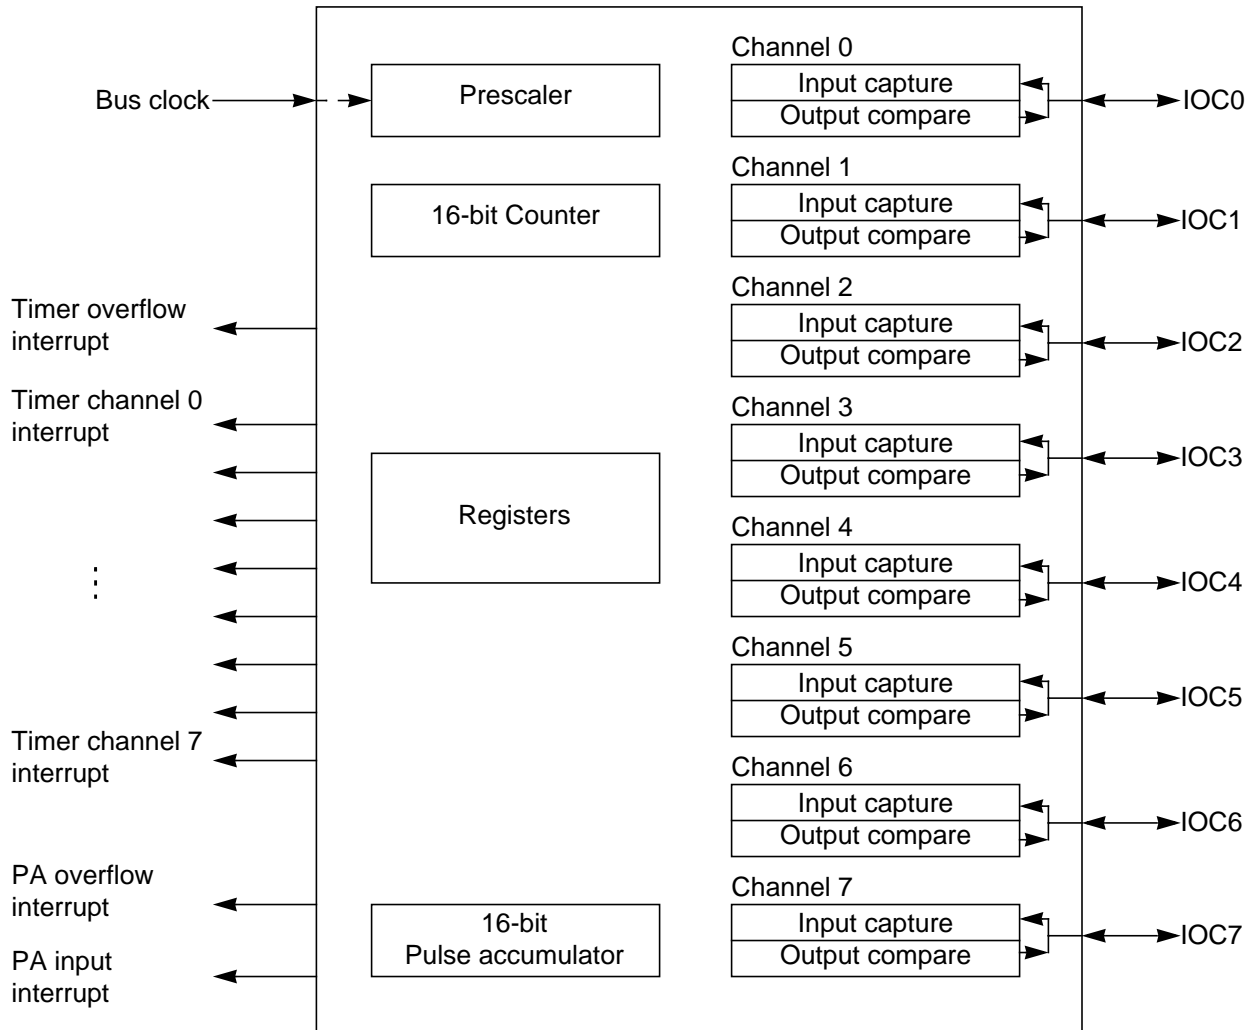 Channel 0
Bus clock
Prescaler
Input capture
Output compare
IOC0
Channel 1
16-bit Counter
Input capture
Output compare
IOC1
Channel 2
Timer overflow
interrupt
Input capture
Output compare
IOC2
Timer channel 0
interrupt
Channel 3
Input capture
Output compare
IOC3
Registers
Channel 4
Input capture
Output compare
IOC4
Channel 5
Input capture
Output compare
IOC5
Timer channel 7
interrupt
Channel 6
Input capture
Output compare
IOC6
PA overflow
interrupt
Channel 7
16-bit
Pulse accumulator
Input capture
Output compare
IOC7
PA input
interrupt